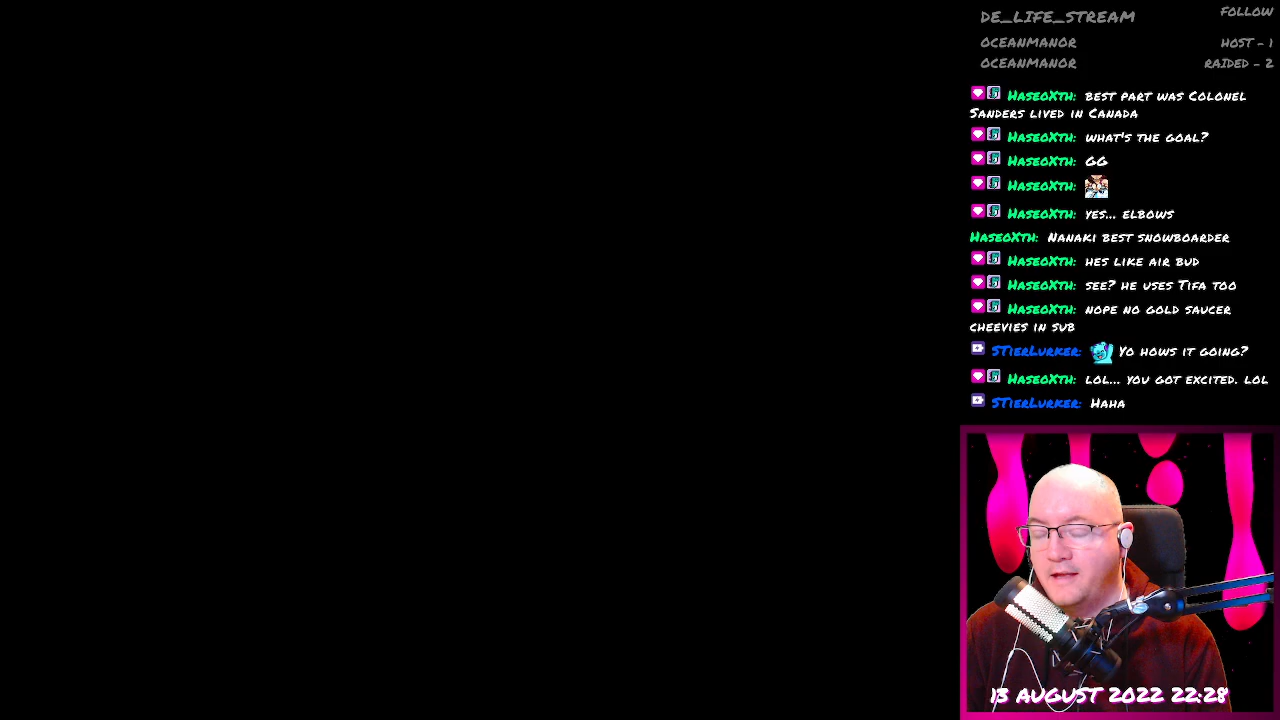 DE_LIFE_STREAM FOLLOW
OCEANMANOR HOST - 1
OCEANMANOR RAIDED - 2
HaseoXth: best part was Colonel
Sanders lived in Canada
HaseoXth: what's the goal?
HaseoXth: GG
HaseoXth:
HaseoXth: yes... elbows
HaseoXth: Nanaki best snowboarder
HaseoXth: hes like air bud
HaseoXth: see? he uses Tifa too
HaseoXth: nope no gold saucer
cheevies in sub
STierLurker: Yo hows it going?
HaseoXth: lol... you got excited. lol
STierLurker: Haha
13 AUGUST 2022 22:28